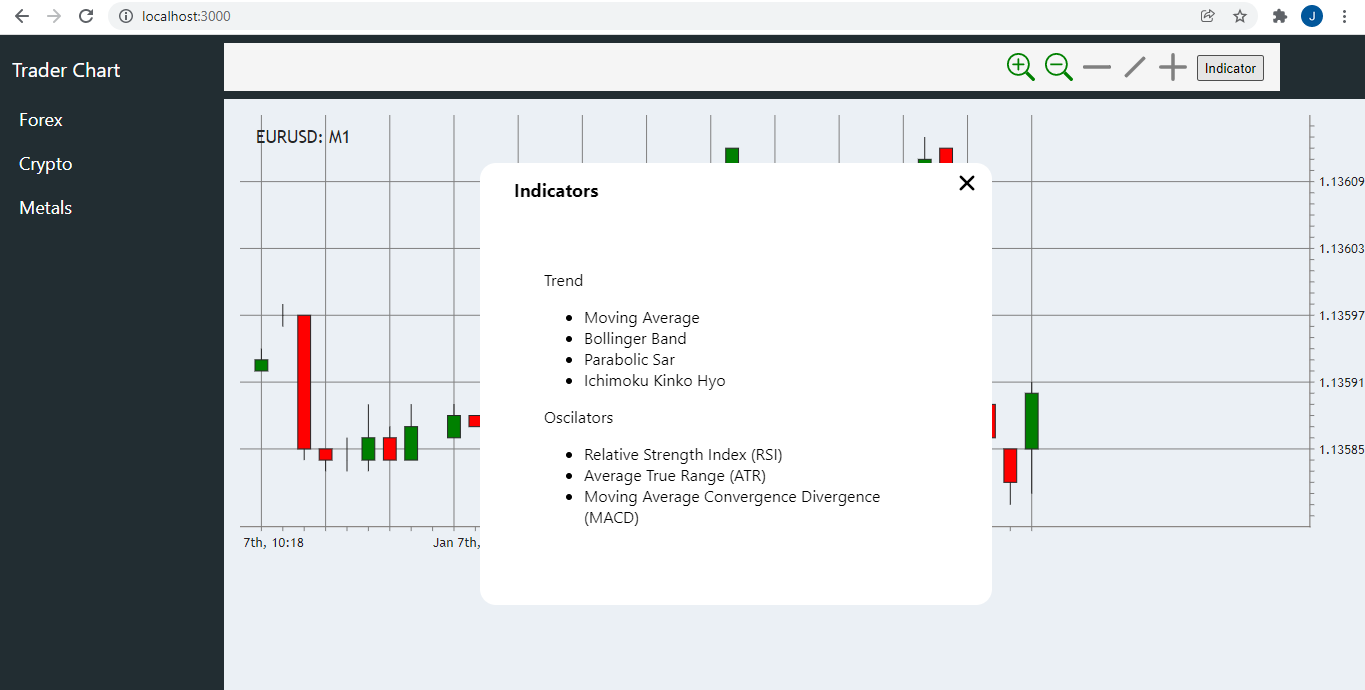 localhost:3000
J
Trader Chart
Forex
Crypto
Metals
Indicator
EURUSD: M1
Indicators
Trend
Moving Average
Bollinger Band
Parabolic Sar
Ichimoku Kinko Hyo
Oscilators
Relative Strength Index (RSI)
Average True Range (ATR)
Moving Average Convergence Divergence
(MACD)
1.13609
1.13603
1.13597
1.13591
1.13585
7th, 10:18
Jan 7th,